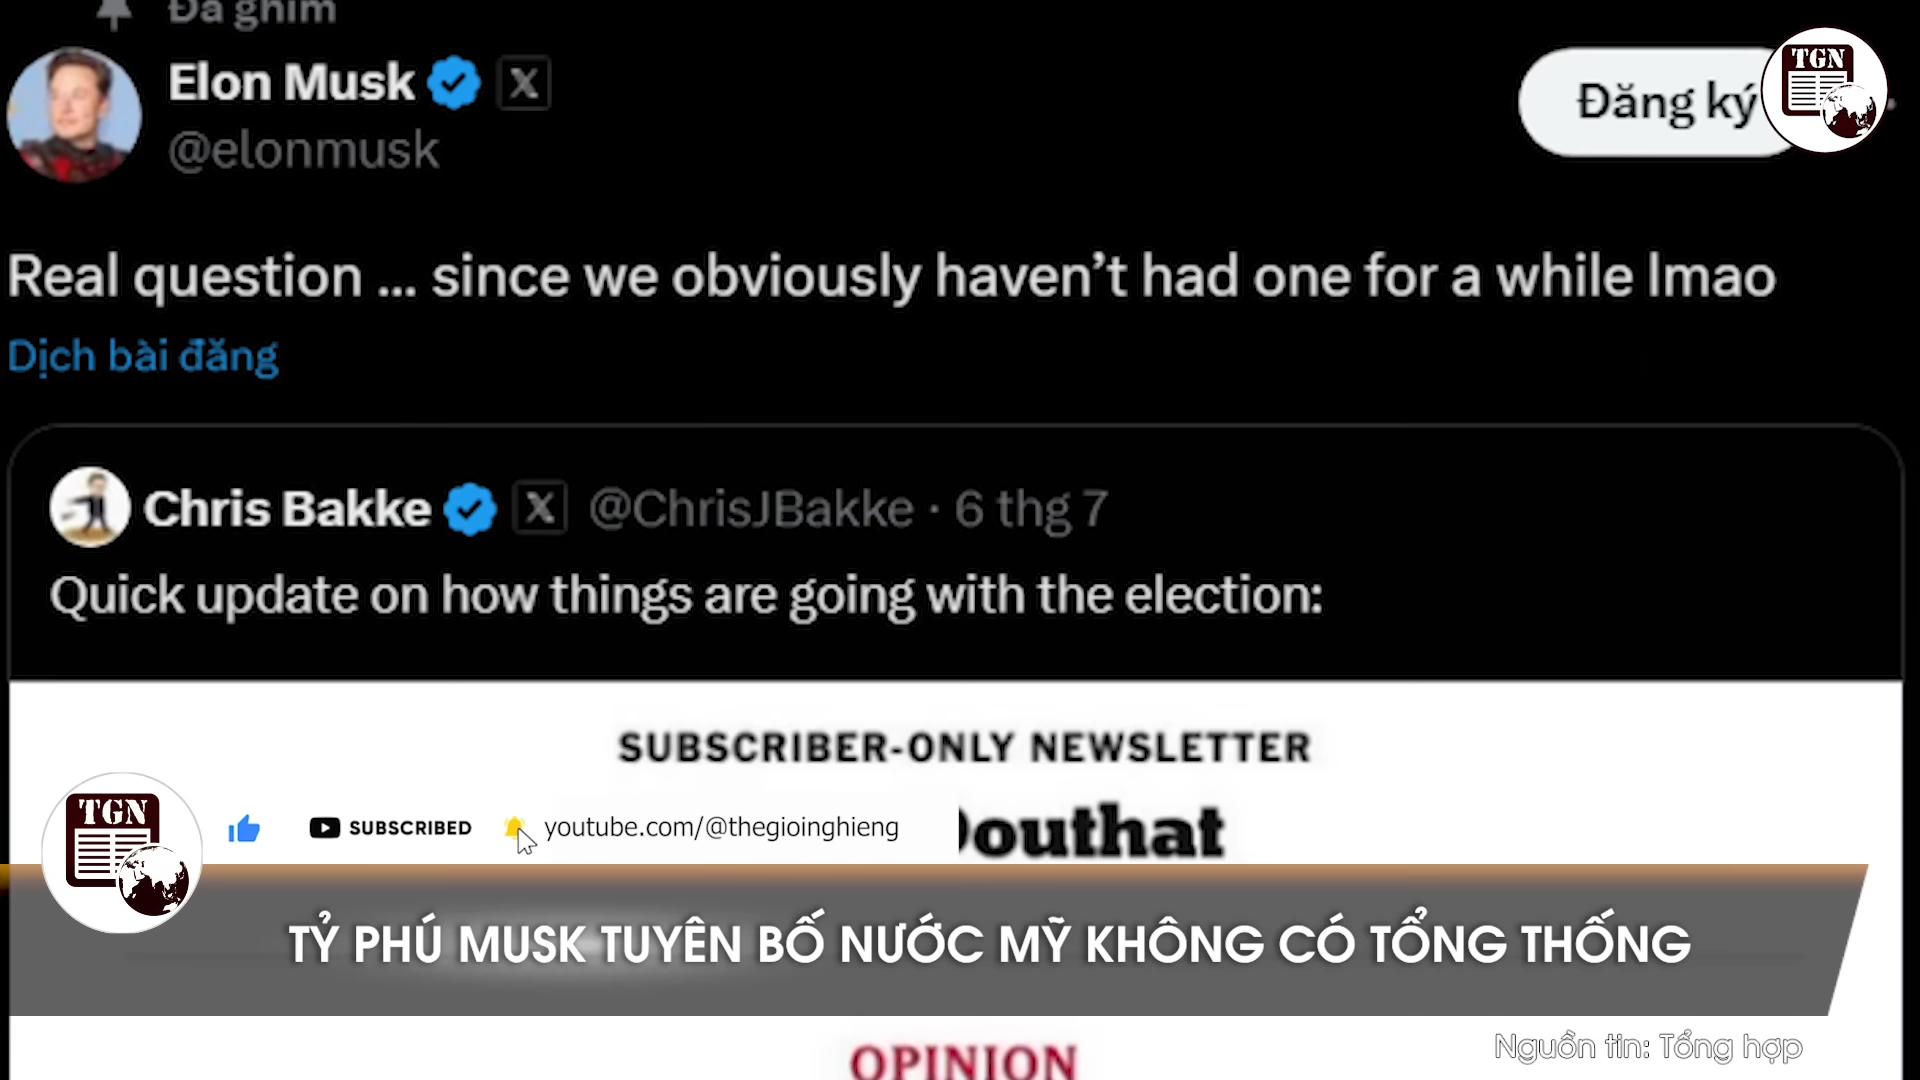 Đã ghim
Elon Musk
@elonmusk
Đăng ký
TGN
Real question ... since we obviously haven't had one for a while lmao
Dịch bài đăng
Chris Bakke @ChrisJBakke · 6 thg 7
Quick update on how things are going with the election:
SUBSCRIBER-ONLY NEWSLETTER
Douthat
TGN
SUBSCRIBED
youtube.com/@thegioinghieng
TỶ PHÚ MUSK TUYÊN BỐ NƯỚC MỸ KHÔNG CÓ TỔNG THỐNG
OPINION
Nguồn tin: Tổng hợp